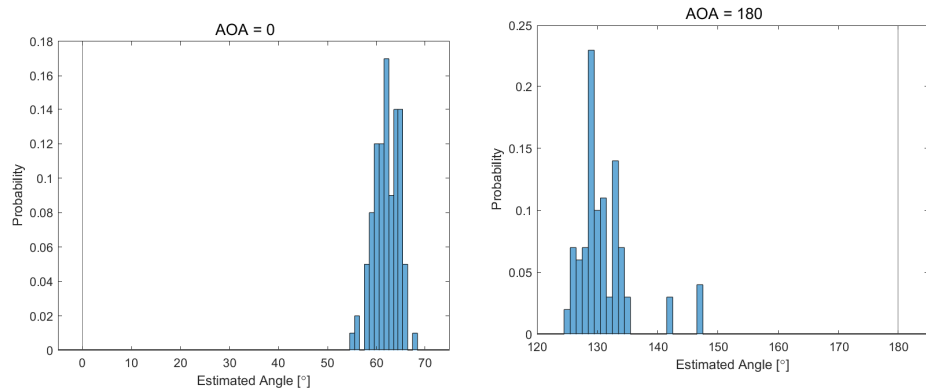 AOA = 0
0.18
0.16
0.14
0.12
0.1
0.08
0.06
0.04
0.02
0
Probability
0 10 20 30 40 50 60 70
Estimated Angle [°]
AOA = 180
0.25
0.2
0.15
0.1
0.05
0
Probability
120 130 140 150 160 170 180
Estimated Angle [°]